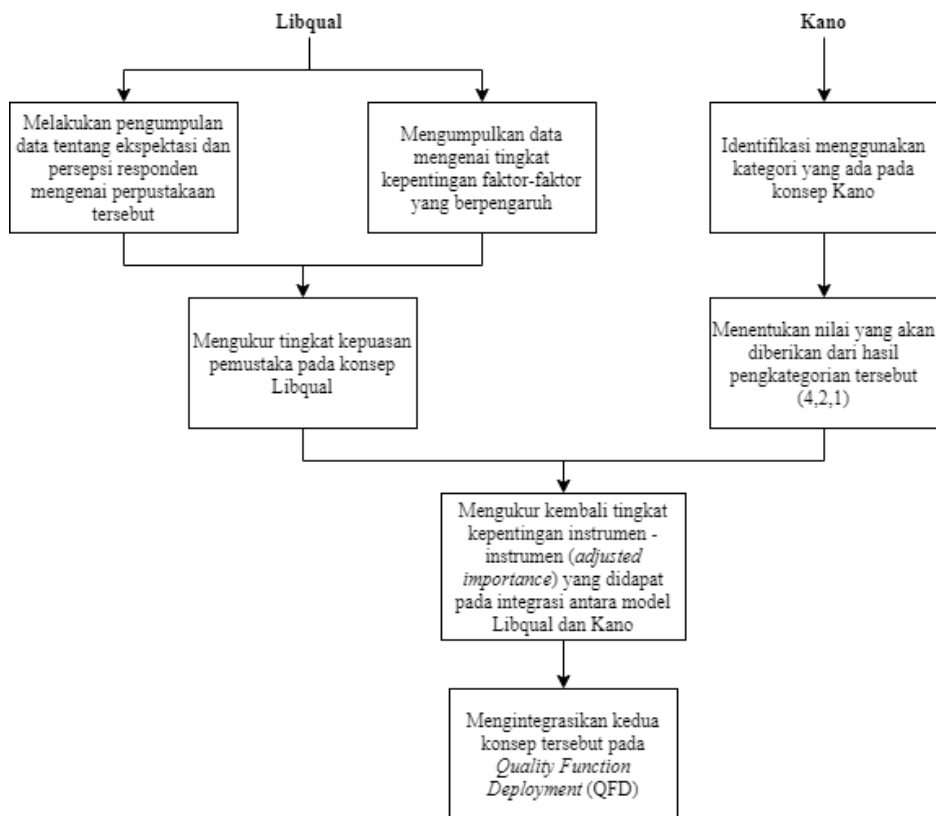 Libqual
Kano
Melakukan pengumpulan
data tentang ekspektasi dan
persepsi responden
mengenai perpustakaan
tersebut
Mengumpulkan data
mengenai tingkat
kepentingan faktor-faktor
yang berpengaruh
Identifikasi menggunakan
kategori yang ada pada
konsep Kano
Mengukur tingkat kepuasan
pemustaka pada konsep
Libqual
Menentukan nilai yang akan
diberikan dari hasil
pengkategorian tersebut
(4,2,1)
Mengukur kembali tingkat
kepentingan instrumen -
instrumen (adjusted
importance) yang didapat
pada integrasi antara model
Libqual dan Kano
Mengintegrasikan kedua
konsep tersebut pada
Quality Function
Deployment (QFD)